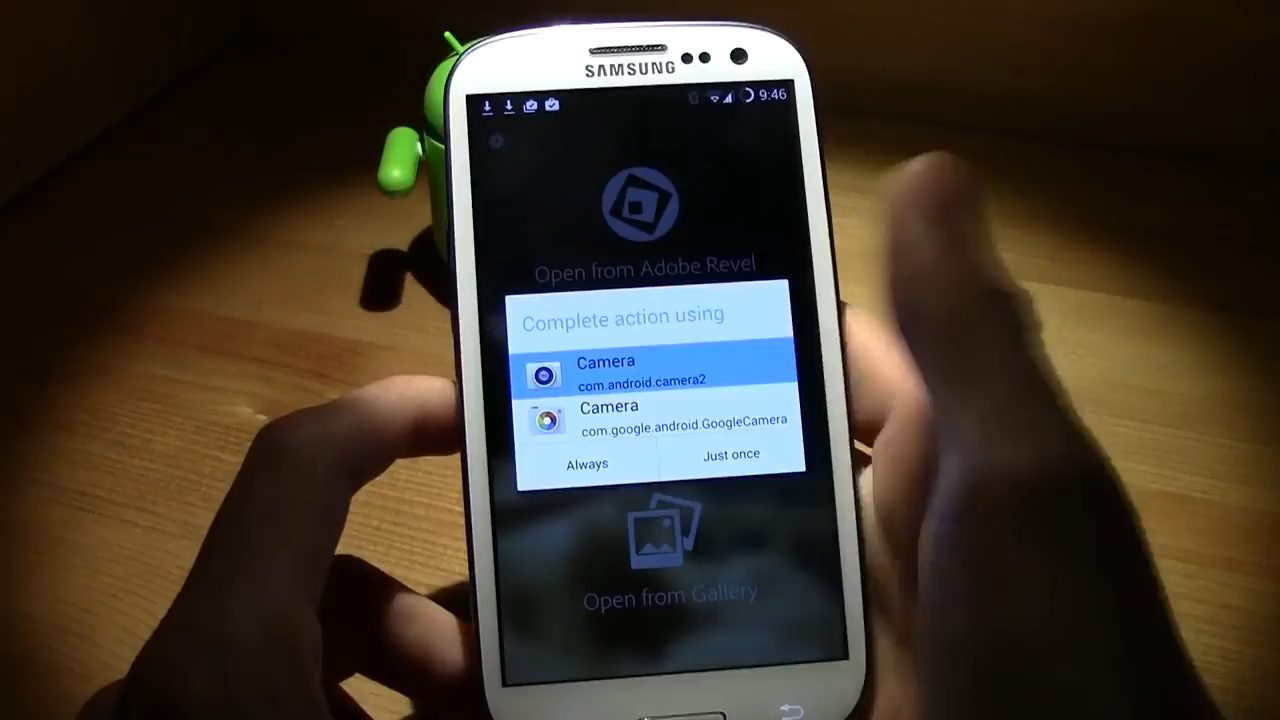 SAMSUNG
9:46
Open from Adobe Revel
Complete action using
Camera
com.android.camera2
Camera
com.google.android.GoogleCamera
Always
Just once
Open from Gallery